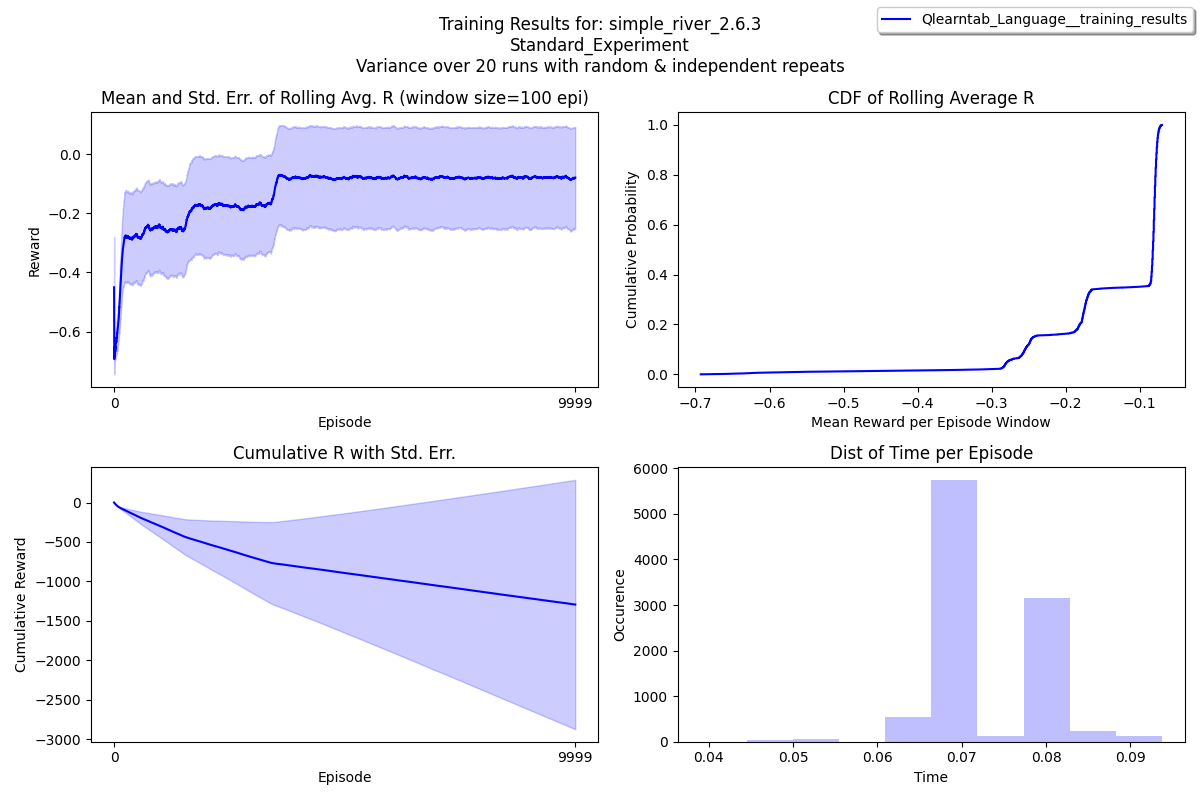 Training Results for: simple_river_2.6.3
Standard_Experiment
Variance over 20 runs with random & independent repeats
Qlearntab_Language__training_results
Mean and Std. Err. of Rolling Avg. R (window size=100 epi)
0.0
−0.2
−0.4
−0.6
Reward
0
9999
Episode
CDF of Rolling Average R
1.0
0.8
0.6
0.4
0.2
0.0
Cumulative Probability
−0.7
−0.6
−0.5
−0.4
−0.3
−0.2
−0.1
Mean Reward per Episode Window
Cumulative R with Std. Err.
0
−500
−1000
−1500
−2000
−2500
−3000
Cumulative Reward
0
9999
Episode
Dist of Time per Episode
6000
5000
4000
3000
2000
1000
0
Occurence
0.04
0.05
0.06
0.07
0.08
0.09
Time